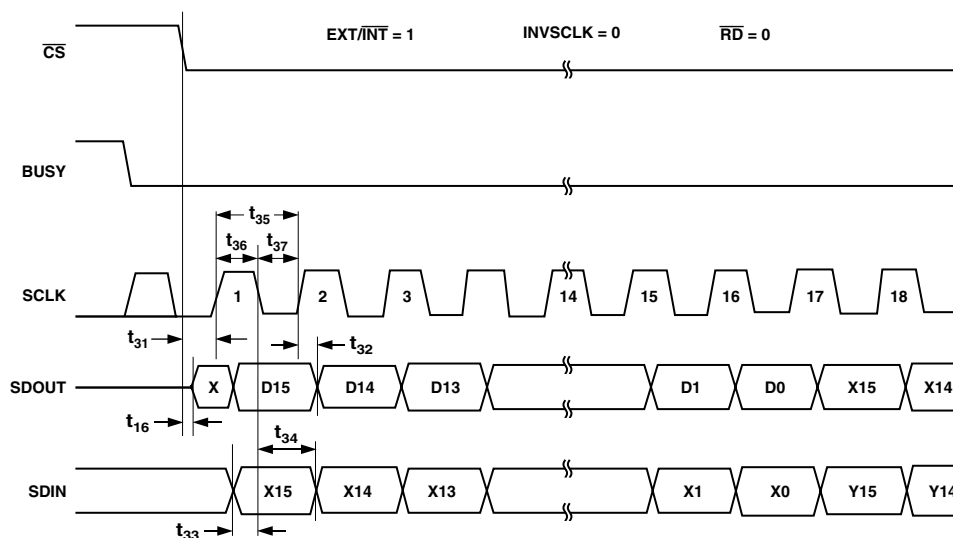 EXT/INT = 1 INVSCLK = 0 RD = 0
CS
BUSY
t35
t36 t37
SCLK 1 2 3 14 15 16 17 18
t31 t32
SDOUT X D15 D14 D13 D1 D0 X15 X14
t16 t34
SDIN X15 X14 X13 X1 X0 Y15 Y14
t33